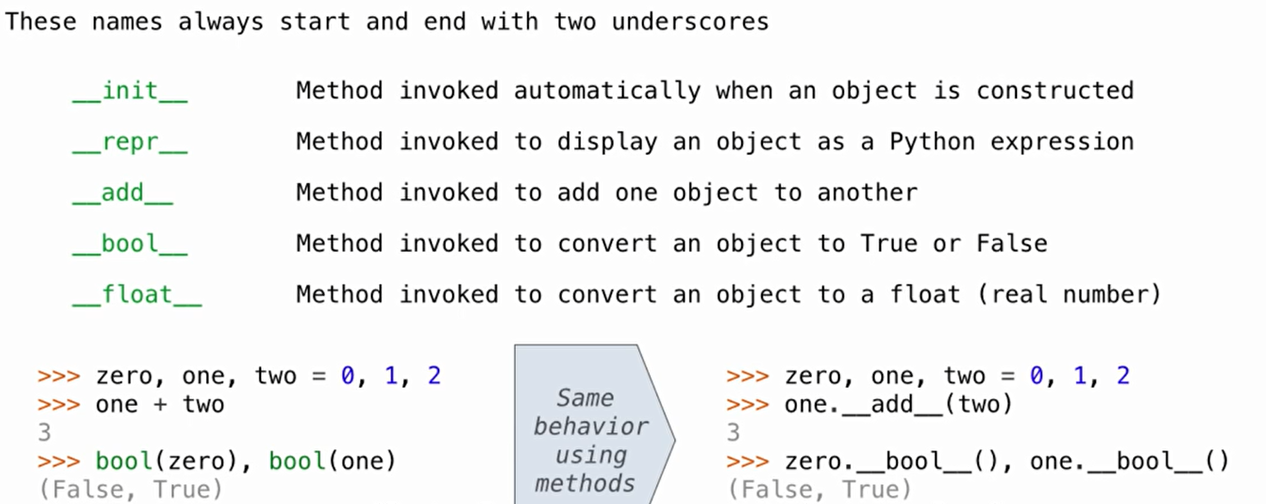 These names always start and end with two underscores
__init__ Method invoked automatically when an object is constructed
__repr__ Method invoked to display an object as a Python expression
__add__ Method invoked to add one object to another
__bool__ Method invoked to convert an object to True or False
__float__ Method invoked to convert an object to a float (real number)
>>> zero, one, two = 0, 1, 2
>>> one + two
3
>>> bool(zero), bool(one)
(False, True)
Same
behavior
using
methods
>>> zero, one, two = 0, 1, 2
>>> one.__add__(two)
3
>>> zero.__bool__(), one.__bool__()
(False, True)